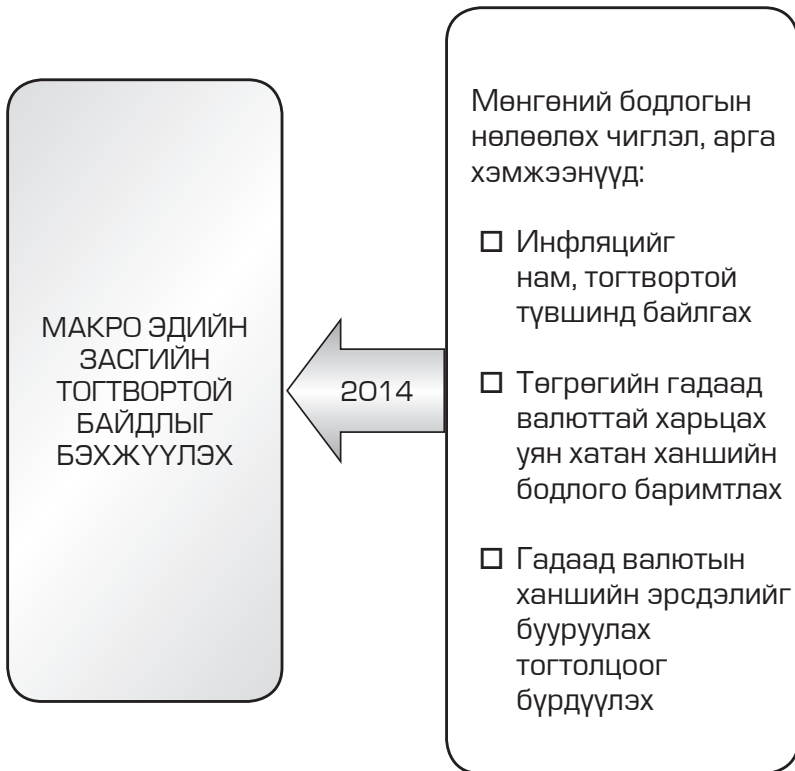 МАКРО ЭДИЙН
ЗАСГИЙН
ТОГТВОРТОЙ
БАЙДЛЫГ
БЭХЖҮҮЛЭХ
2014
Мөнгөний бодлогын
нөлөөлөх чиглэл, арга
хэмжээнүүд:
□ Инфляцийг
нам, тогтвортой
түвшинд байлгах
□ Төгрөгийн гадаад
валюттай харьцах
уян хатан ханшийн
бодлого баримтлах
□ Гадаад валютын
ханшийн эрсдэлийг
бууруулах
тогтолцоог
бүрдүүлэх